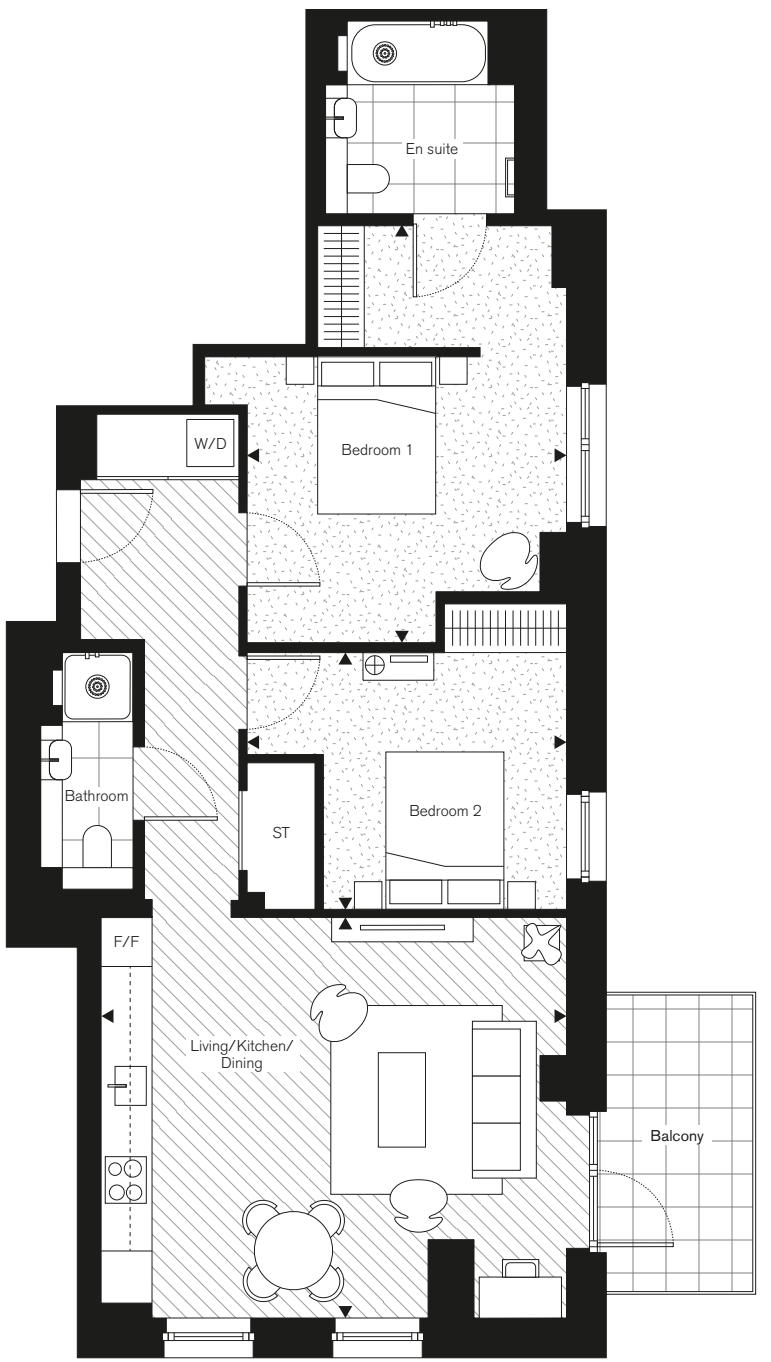 En suite
W/D
Bedroom 1
Bathroom
Bedroom 2
ST
F/F
Living/Kitchen/
Dining
Balcony